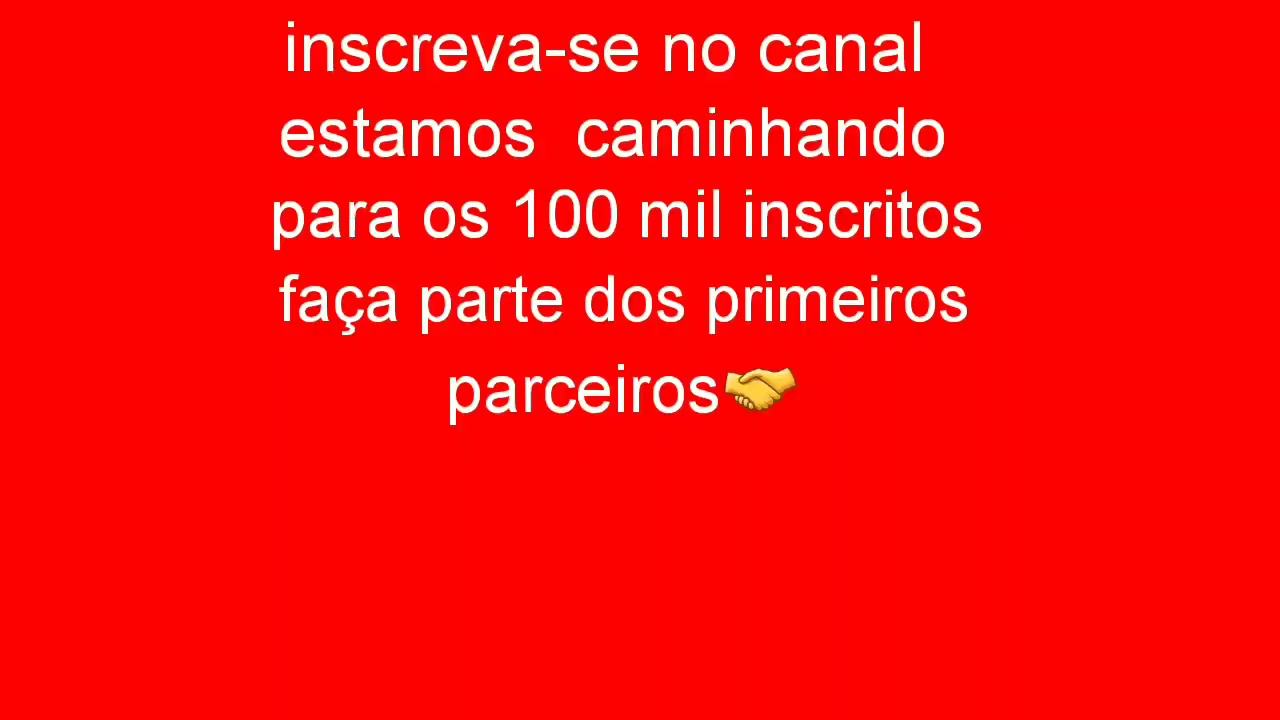 inscreva-se no canal
estamos  caminhando
para os 100 mil inscritos
faça parte dos primeiros
parceiros🤝